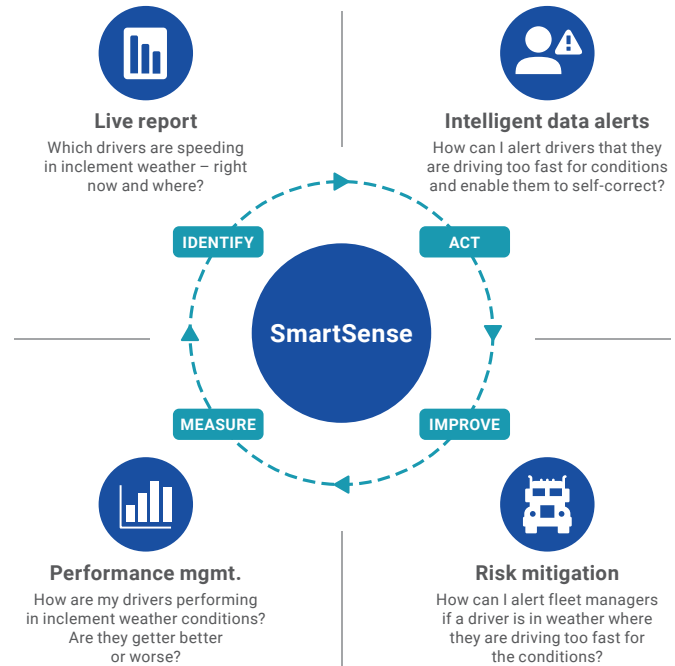 Live report
Which drivers are speeding
in inclement weather – right
now and where?
Intelligent data alerts
How can I alert drivers that they
are driving too fast for conditions
and enable them to self-correct?
IDENTIFY
ACT
SmartSense
MEASURE
IMPROVE
Performance mgmt.
How are my drivers performing
in inclement weather conditions?
Are they getter better
or worse?
Risk mitigation
How can I alert fleet managers
if a driver is in weather where
they are driving too fast for
the conditions?